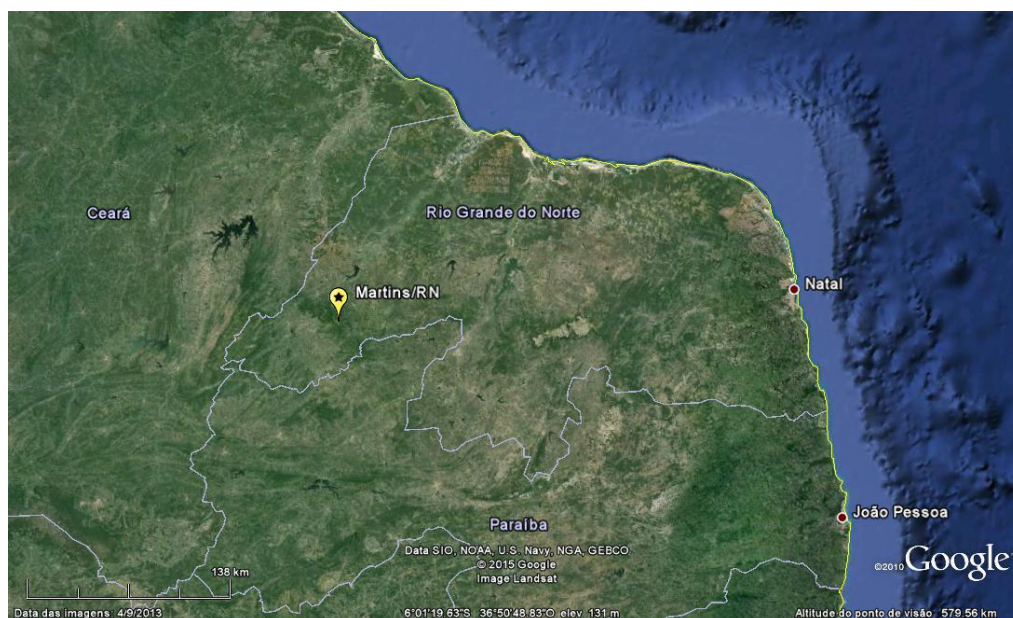 Ceará
Rio Grande do Norte
Martins/RN
Natal
João Pessoa
Paraíba
Data SIO, NOAA, U.S. Navy, NGA, GEBCO
© 2015 Google
Image Landsat
©2010 Google
138 km
Data das imagens: 4/9/2013 6°01'19.63"S 36°50'48.83"O elev 131 m Altitude do ponto de visão 579.56 km